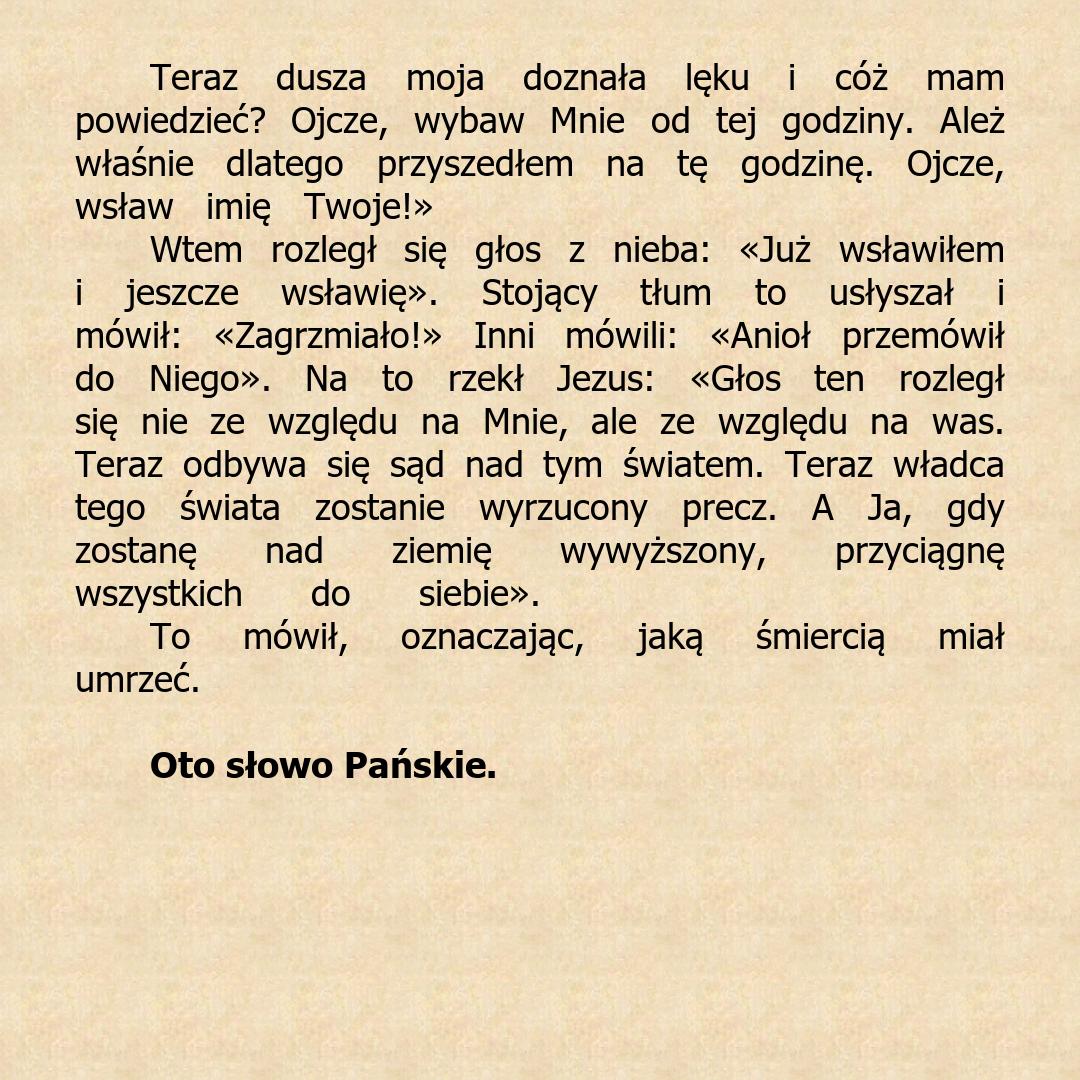 Teraz dusza moja doznała lęku i cóż mam
powiedzieć? Ojcze, wybaw Mnie od tej godziny. Ależ
właśnie dlatego przyszedłem na tę godzinę. Ojcze,
wsław imię Twoje!»
Wtem rozległ się głos z nieba: «Już wsławiłem
i jeszcze wsławię». Stojący tłum to usłyszał i
mówił: «Zagrzmiało!» Inni mówili: «Anioł przemówił
do Niego». Na to rzekł Jezus: «Głos ten rozległ
się nie ze względu na Mnie, ale ze względu na was.
Teraz odbywa się sąd nad tym światem. Teraz władca
tego świata zostanie wyrzucony precz. A Ja, gdy
zostanę nad ziemię wywyższony, przyciągnę
wszystkich do siebie».
To mówił, oznaczając, jaką śmiercią miał
umrzeć.
Oto słowo Pańskie.